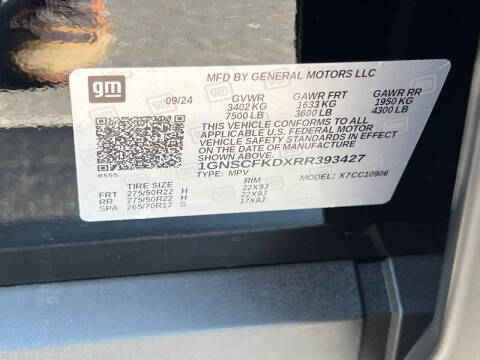 MFD BY GENERAL MOTORS LLC
gm 09/24 GVWR GAWR FRT GAWR RR
3402 KG 1633 KG 1950 KG
7500 LB 3600 LB 4300 LB
THIS VEHICLE CONFORMS TO ALL
APPLICABLE U.S. FEDERAL MOTOR
VEHICLE SAFETY STANDARDS IN EFFECT
ON THE DATE OF MANUFACTURE
1GNSCFKDXRR393427
8565 TYPE: MPV MODEL: X7CC10906
TIRE SIZE RIM
FRT 275/50R22 H 22X9J
RR 275/50R22 H 22X9J
SPA 265/70R17 S 17X8J